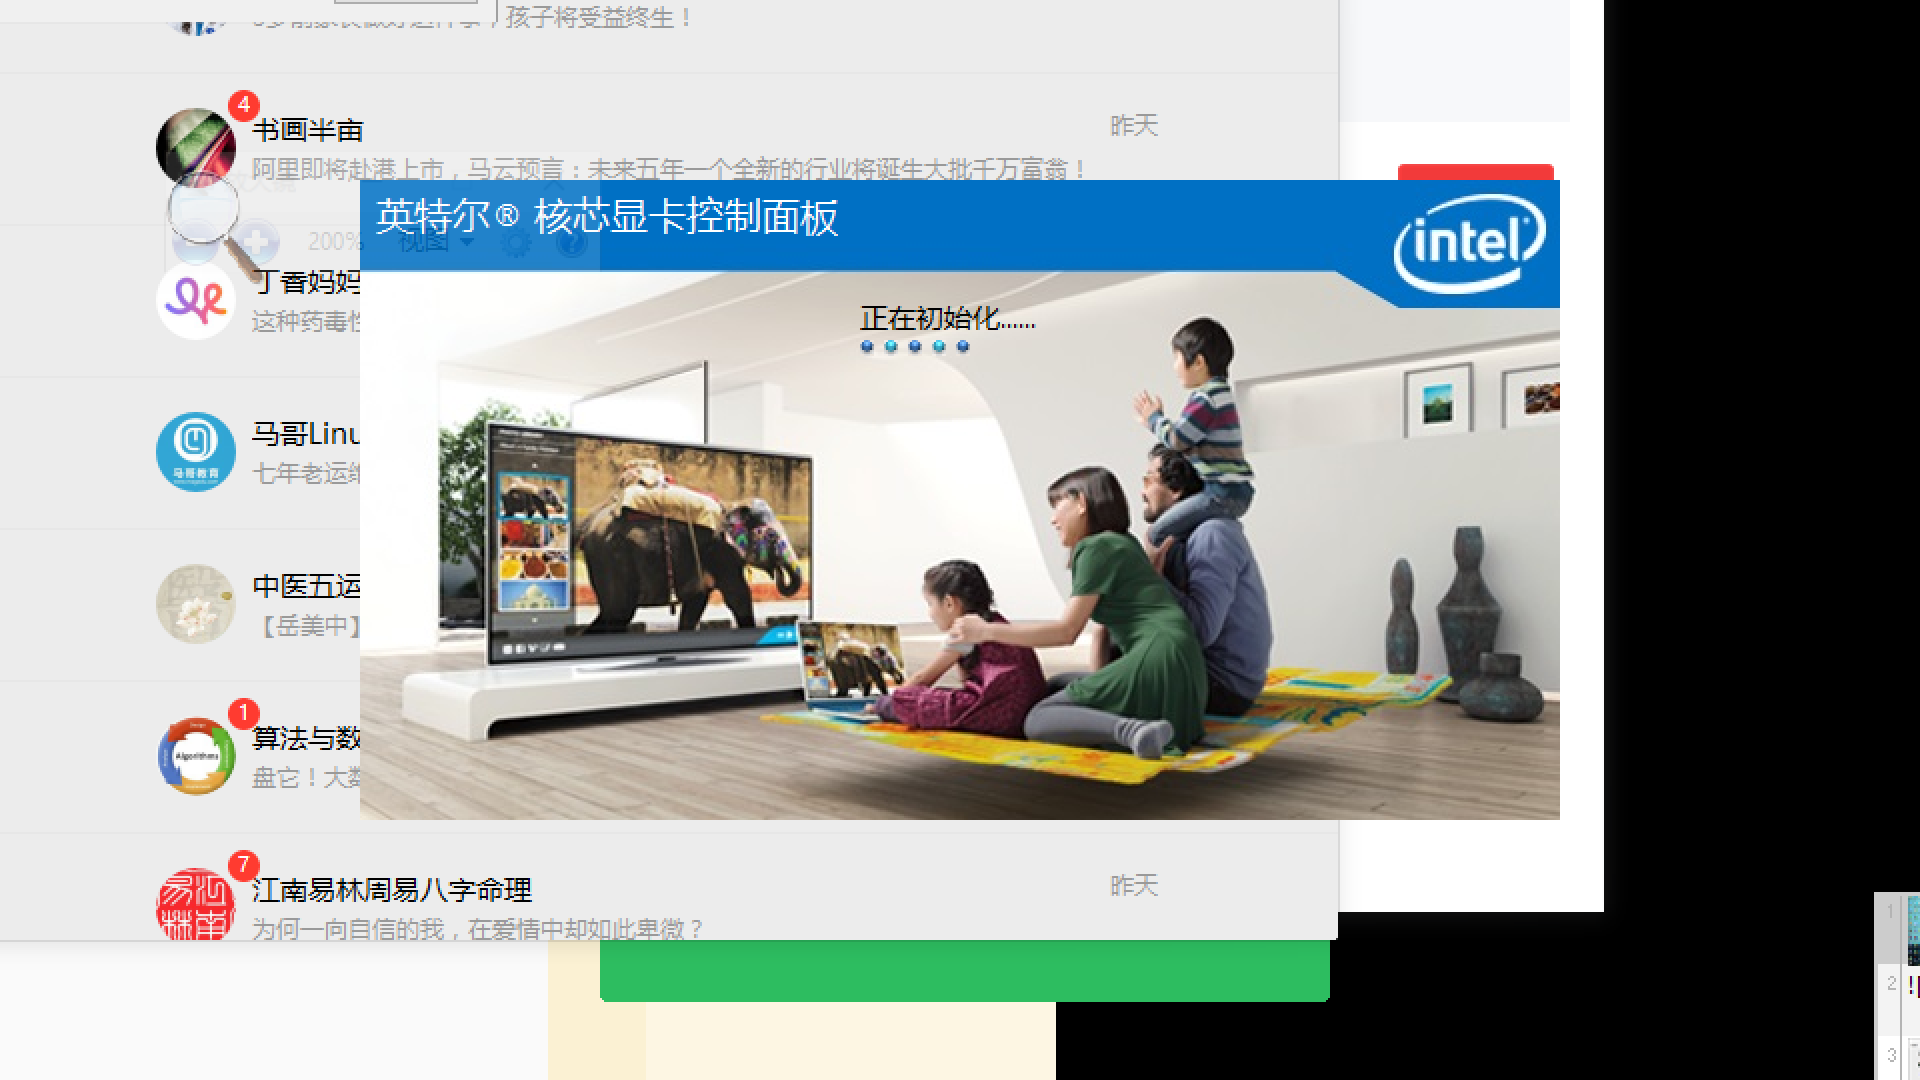 孩子将受益终生！
4
书画半亩
昨天
阿里即将赴港上市，马云预言：未来五年一个全新的行业将诞生大批千万富翁！
英特尔® 核芯显卡控制面板
intel
200%
视图
丁香妈妈
这种药毒性
正在初始化......
马哥Linu
七年老运维
马哥教育
中医五运
【岳美中】
1
算法与数
Algorithms
盘它！大数
7
江南易林周易八字命理
昨天
为何一向自信的我，在爱情中却如此卑微？
1
2
3